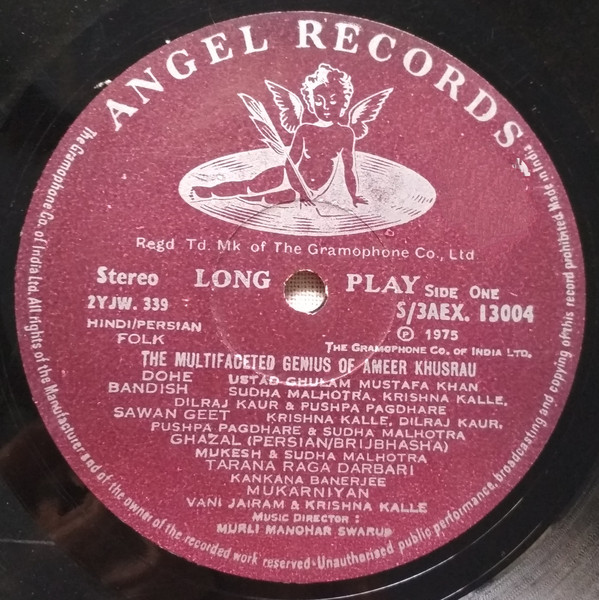 ANGEL RECORDS
Regd Td. Mk of The Gramophone Co., Ltd
Stereo LONG PLAY SIDE ONE
2YJW. 339 S/3AEX. 13004
HINDI/PERSIAN ℗ 1975
FOLK THE GRAMOPHONE CO. OF INDIA LTD.
THE MULTIFACETED GENIUS OF AMEER KHUSRAU
DOHE USTAD GHULAM MUSTAFA KHAN
BANDISH SUDHA MALHOTRA, KRISHNA KALLE,
DILRAJ KAUR & PUSHPA PAGDHARE
SAWAN GEET KRISHNA KALLE, DILRAJ KAUR,
PUSHPA PAGDHARE & SUDHA MALHOTRA
GHAZAL (PERSIAN/BRIJBHASHA)
MUKESH & SUDHA MALHOTRA
TARANA RAGA DARBARI
KANKANA BANERJEE
MUKARNIYAN
VANI JAIRAM & KRISHNA KALLE
MUSIC DIRECTOR :
MURLI MANOHAR SWARUP
The Gramophone Co. of India Ltd. All rights of the Manufacturer and of the owner of the recorded work reserved-Unauthorised public performance, broadcasting and copying of this record prohibited Made in India